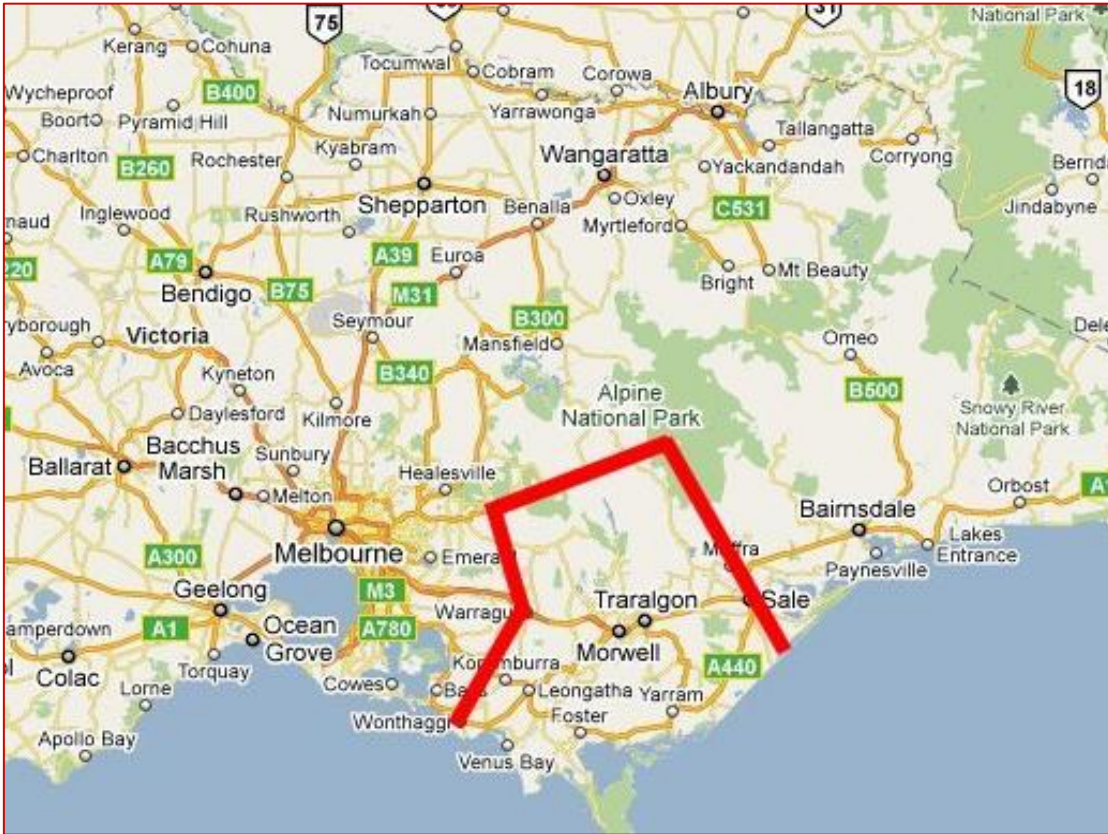 75
31
National Park
Kerang
Cohuna
Tocumwal
Cobram
Corowa
Albury
18
Wycheproof
B400
Boort
Pyramid Hill
Numurkah
Yarrawonga
Tallangatta
Corryong
Charlton
B260
Rochester
Kyabram
Wangaratta
Yackandandah
Jindabyne
Inglewood
Rushworth
Shepparton
Benalla
Oxley
Myrtleford
C531
A79
Bendigo
B75
A39
Euroa
M31
Bright
Mt Beauty
Victoria
Seymour
B300
Mansfield
Omeo
Avoca
Kyneton
B340
B500
Daylesford
Kilmore
Alpine
National Park
Snowy River
National Park
Bacchus
Marsh
Ballarat
Sunbury
Melton
Healesville
Orbost
Bairnsdale
Melbourne
Lakes
Entrance
Paynesville
A300
Geelong
M3
Traralgon
Sale
A1
Ocean
Grove
A780
Morwell
Colac
Torquay
A440
Lorne
Cowes
Leongatha
Yarram
Foster
Apollo Bay
Venus Bay